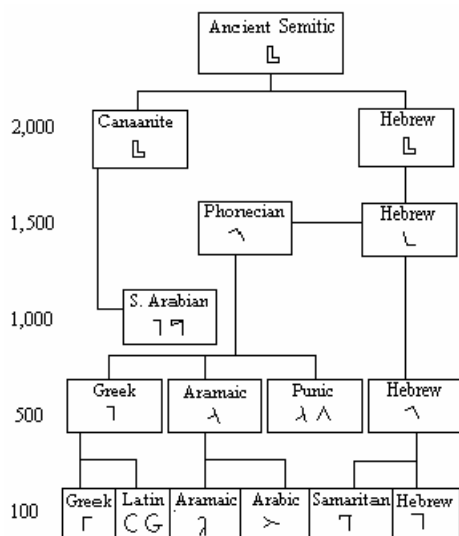 Ancient Semitic
2,000
Canaanite
Hebrew
1,500
Phonecian
Hebrew
1,000
S. Arabian
500
Greek
Aramaic
Punic
Hebrew
100
Greek
Latin
Aramaic
Arabic
Samaritan
Hebrew
C G